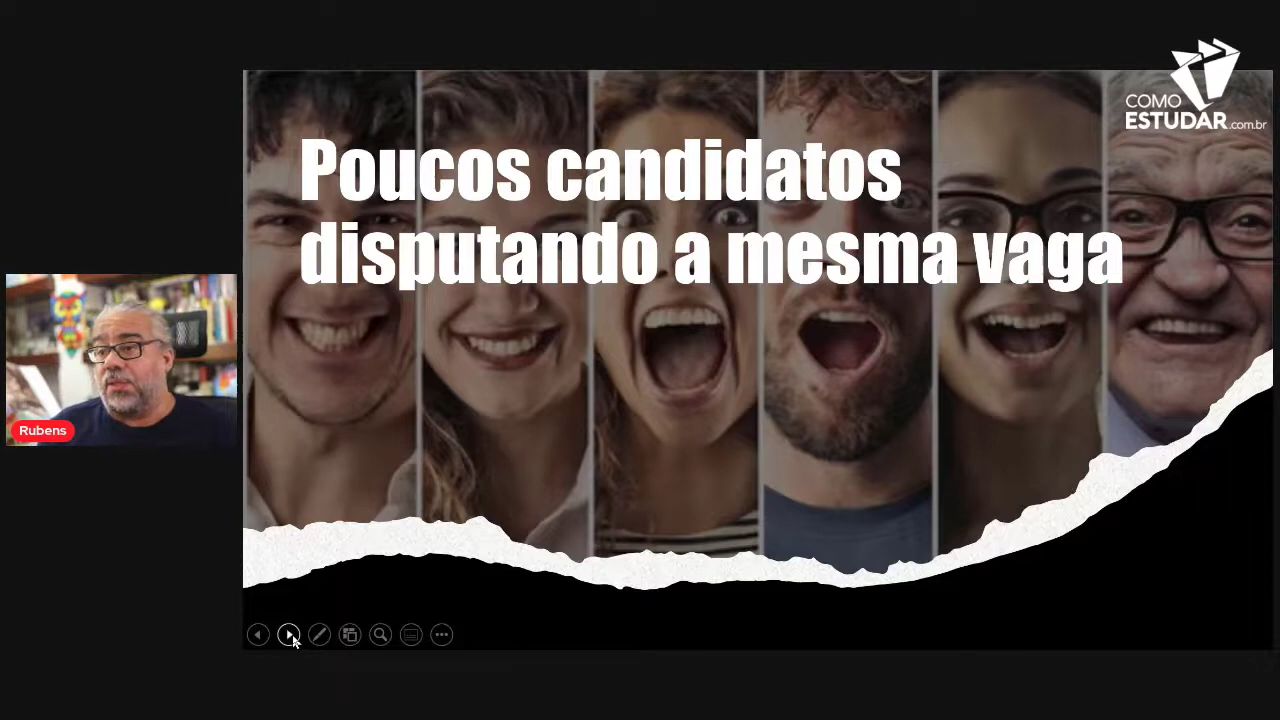 COMO
ESTUDAR.com.br
Poucos candidatos
disputando a mesma vaga
Rubens